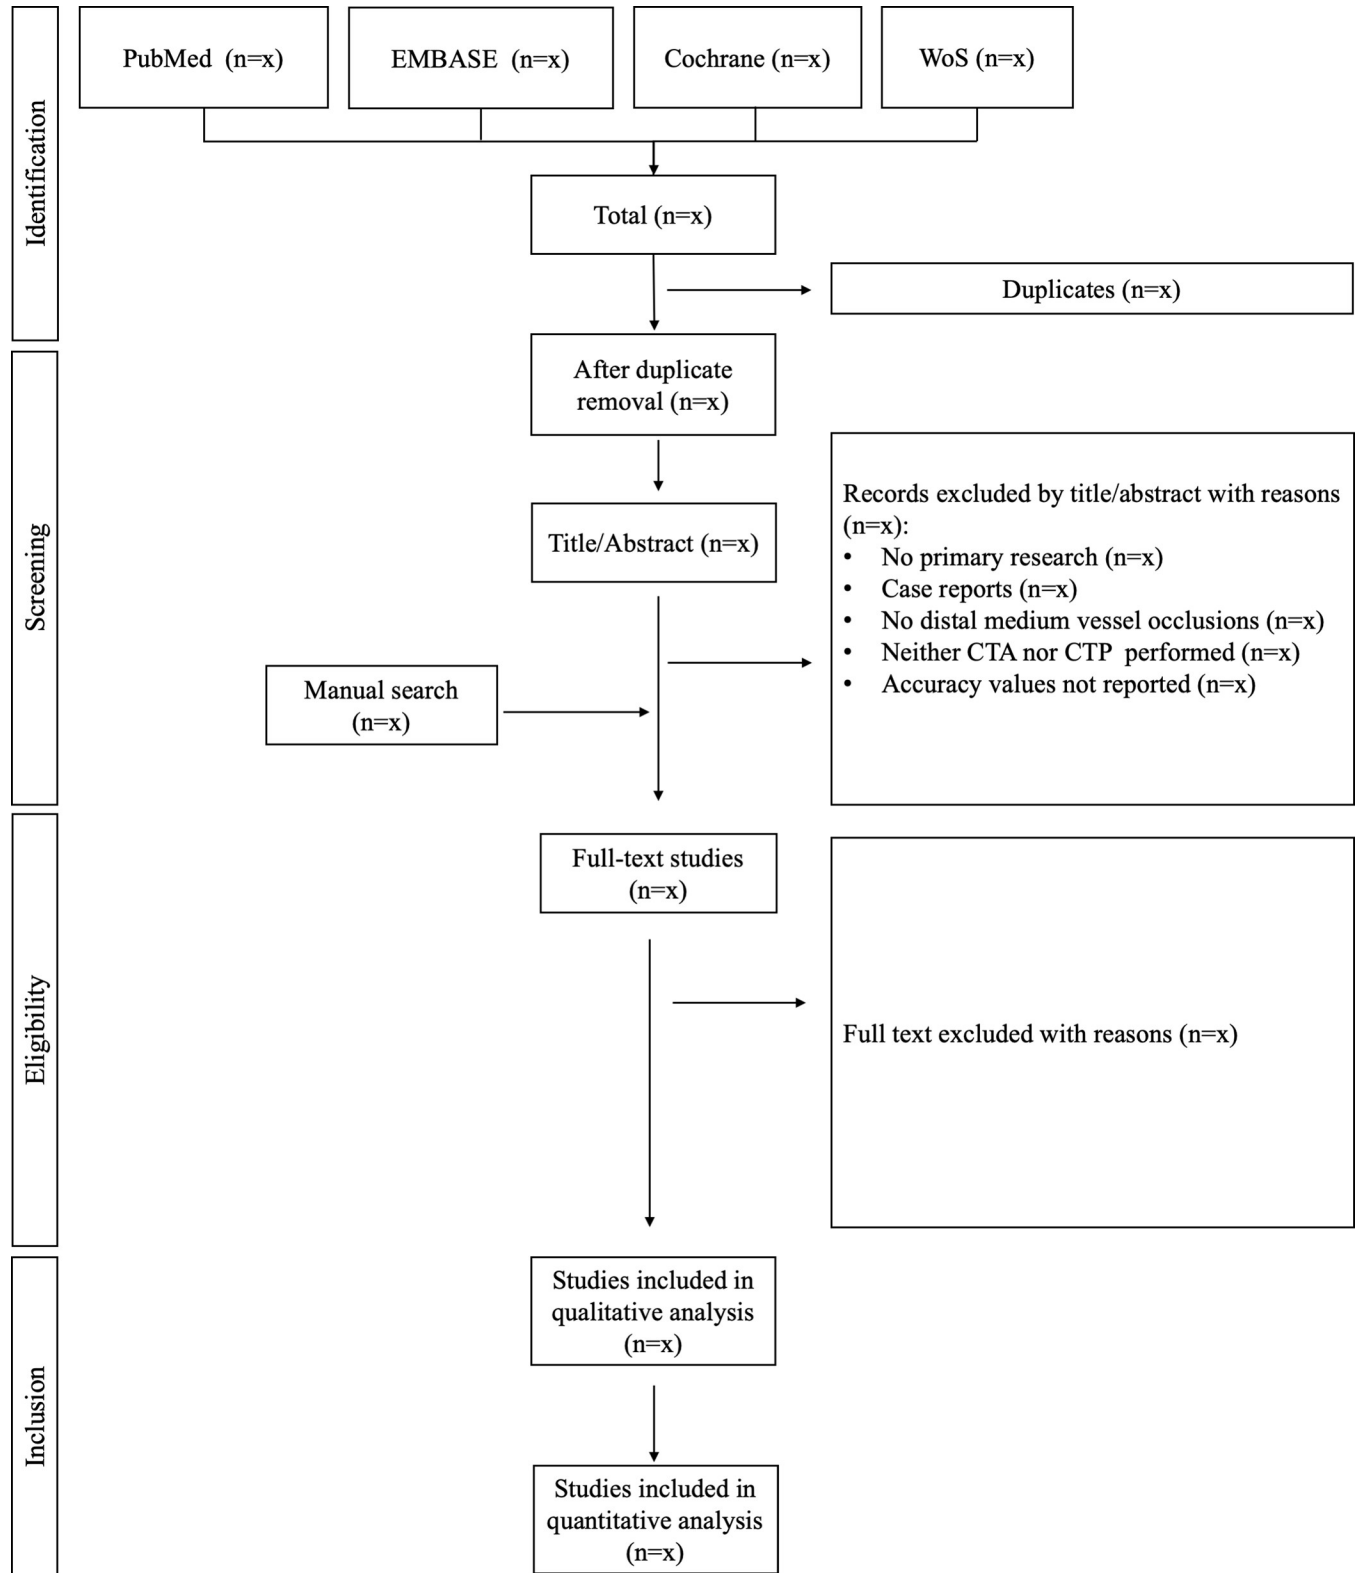 Identification
PubMed (n=x)
EMBASE (n=x)
Cochrane (n=x)
WoS (n=x)
Total (n=x)
Duplicates (n=x)
Screening
After duplicate
removal (n=x)
Title/Abstract (n=x)
Records excluded by title/abstract with reasons
(n=x):
• No primary research (n=x)
• Case reports (n=x)
• No distal medium vessel occlusions (n=x)
• Neither CTA nor CTP performed (n=x)
• Accuracy values not reported (n=x)
Manual search
(n=x)
Eligibility
Full-text studies
(n=x)
Full text excluded with reasons (n=x)
Inclusion
Studies included in
qualitative analysis
(n=x)
Studies included in
quantitative analysis
(n=x)